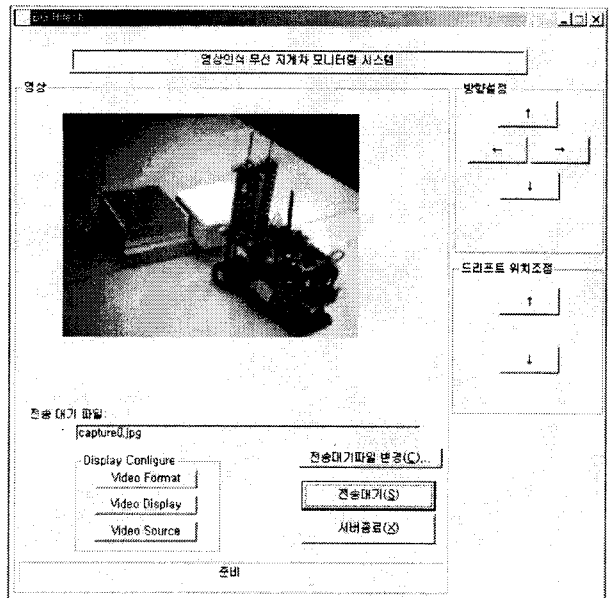 영상인식 무선 지게차 모니터링 시스템
영상
방향설정
↑
← →
↓
드리프트 위치조정
↑
↓
전송 대기 파일:
capture0.jpg
전송대기파일 변경(C)...
Display Configure
Video Format
Video Display
Video Source
전송대기(S)
서버종료(X)
준비